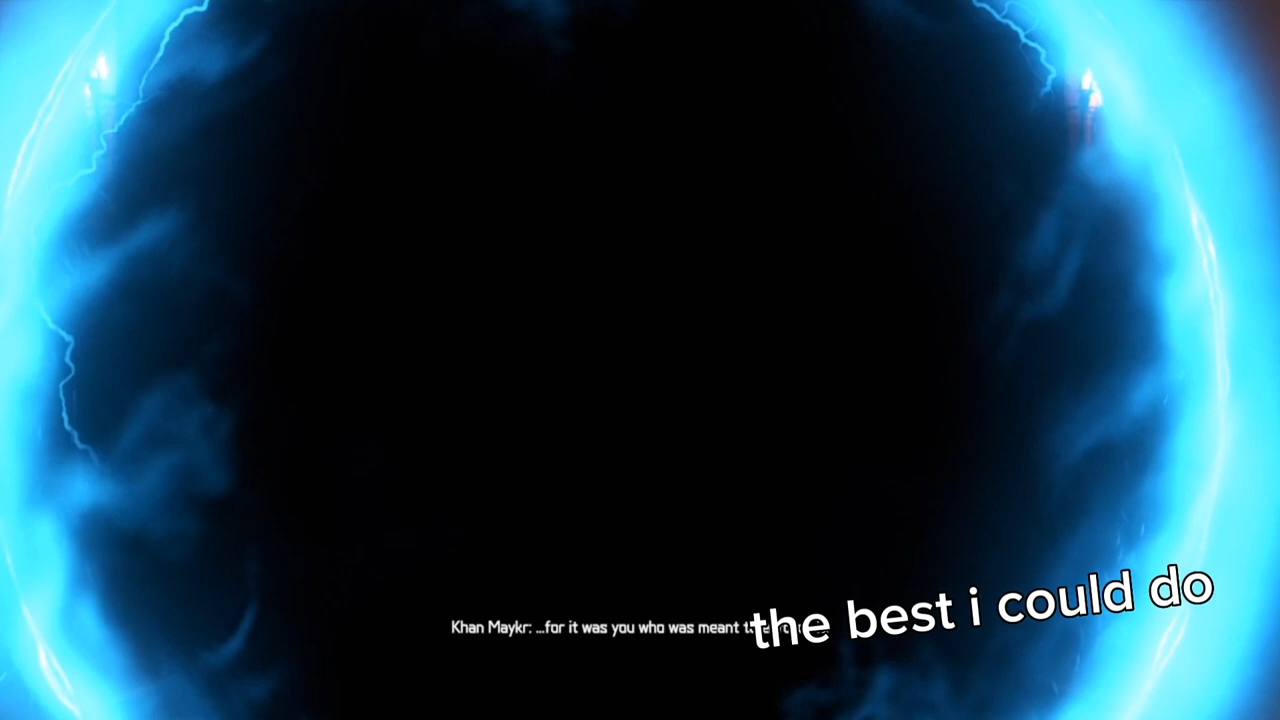 Khan Maykr: ...for it was you who was meant
the best i could do